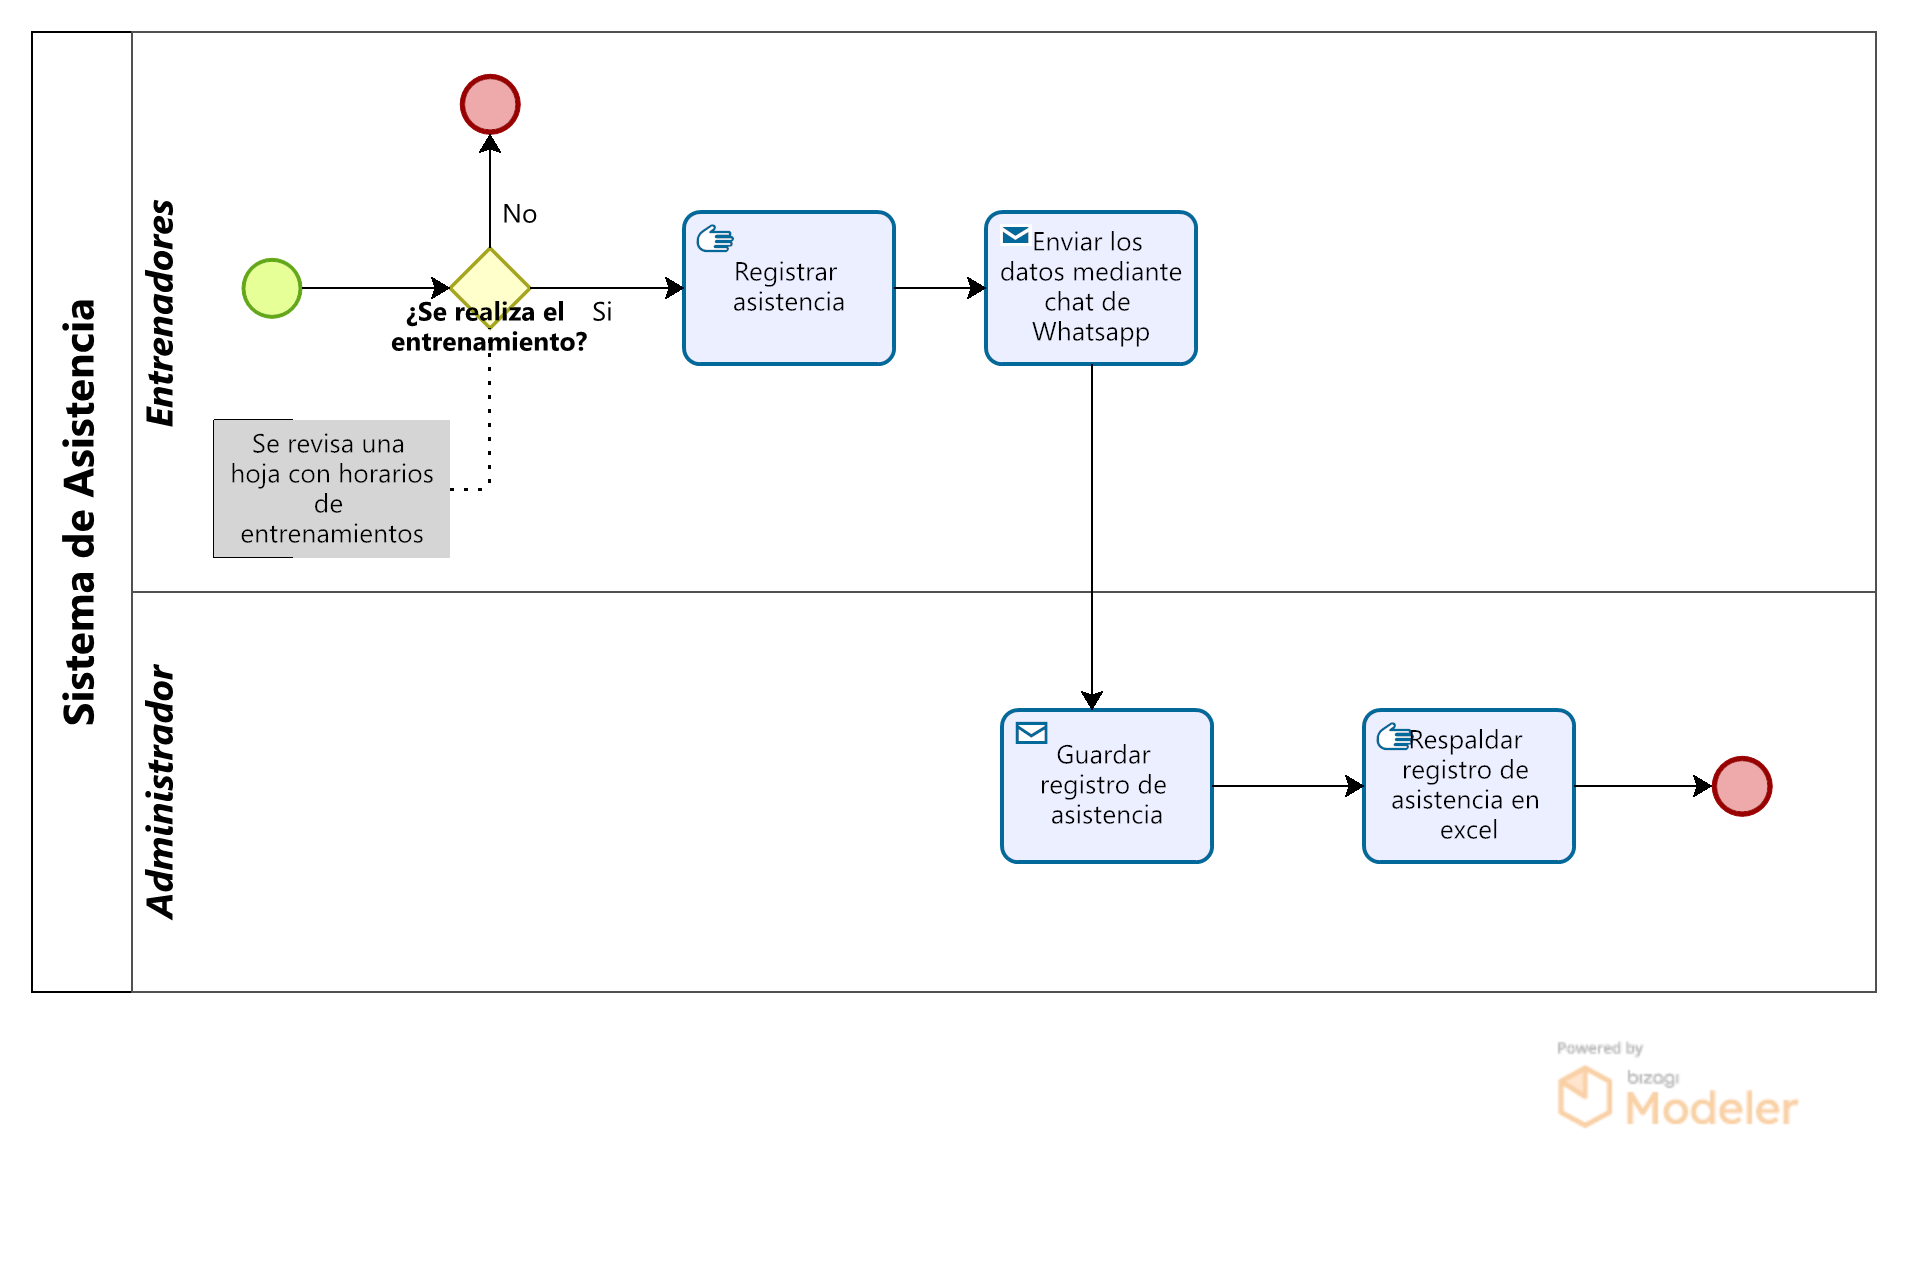 Sistema de Asistencia
Entrenadores
No
¿Se realiza el
entrenamiento?
Si
Registrar
asistencia
Enviar los
datos mediante
chat de
Whatsapp
Se revisa una
hoja con horarios
de
entrenamientos
Administrador
Guardar
registro de
asistencia
Respaldar
registro de
asistencia en
excel
Powered by
bizagi
Modeler